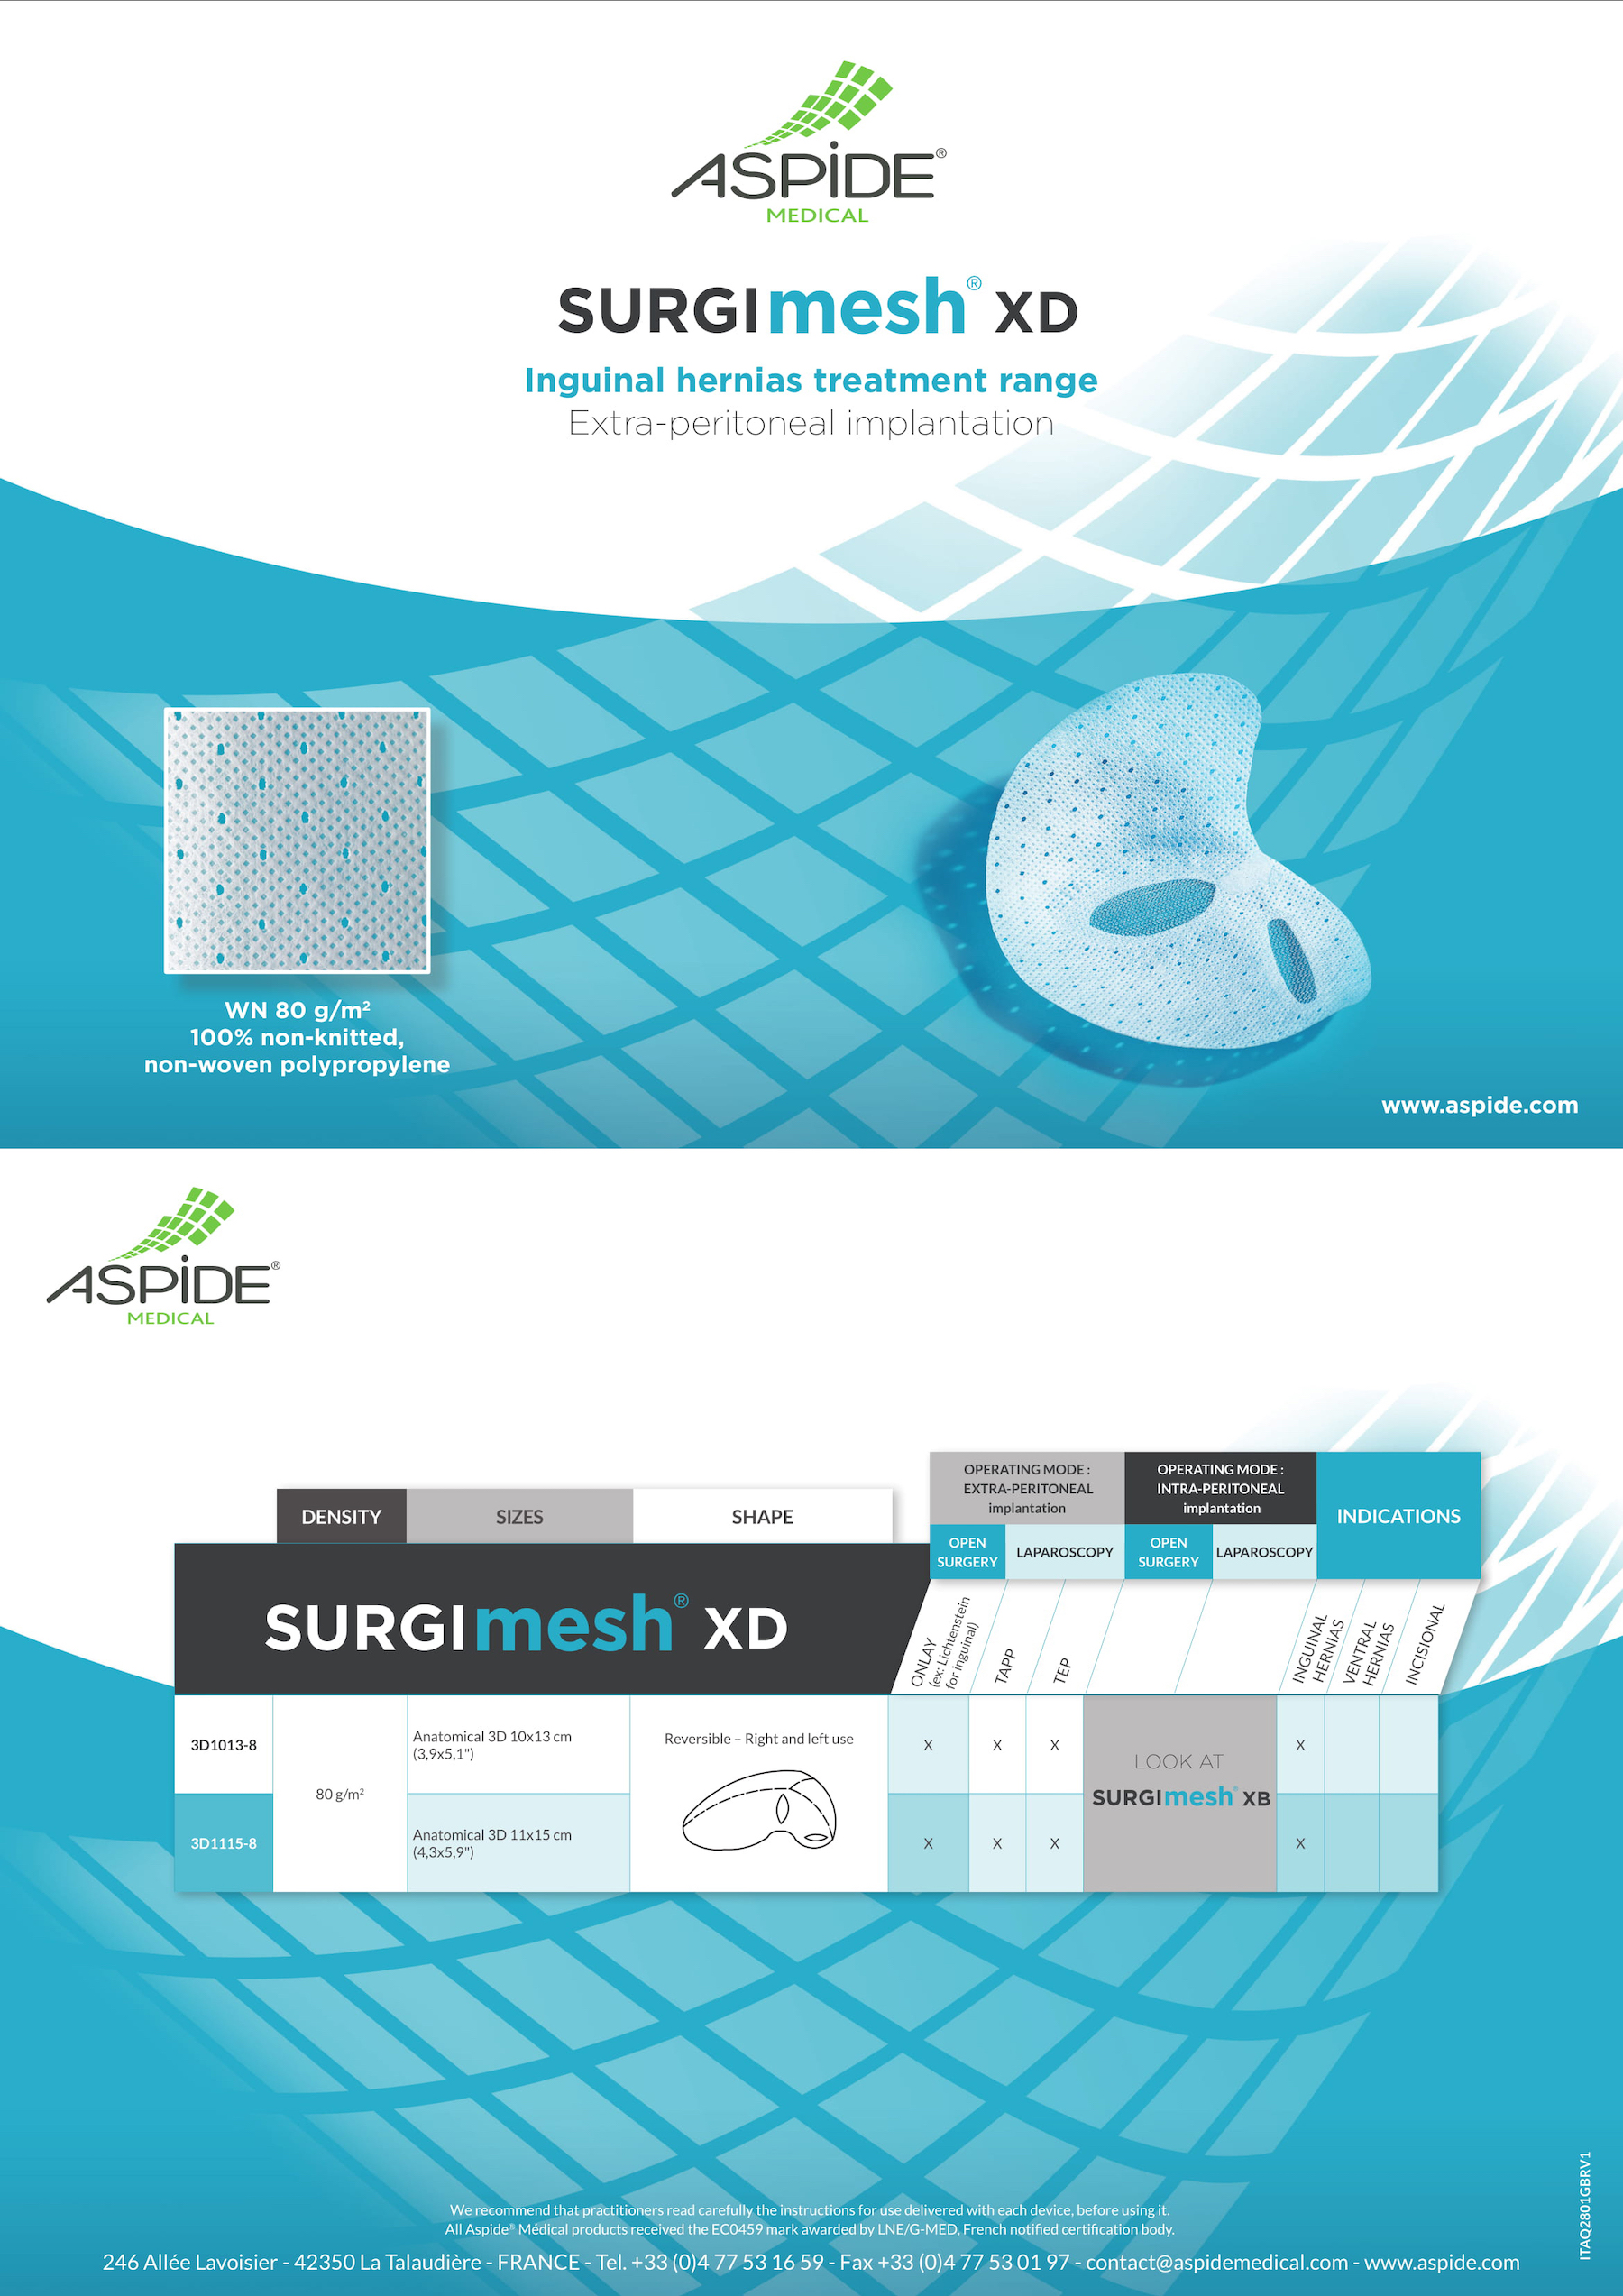 ASPiDE®
MEDICAL
SURGImesh® XD
Inguinal hernias treatment range
Extra-peritoneal implantation
WN 80 g/m²
100% non-knitted,
non-woven polypropylene
www.aspide.com
ASPiDE®
MEDICAL
DENSITY
SIZES
SHAPE
OPERATING MODE :
EXTRA-PERITONEAL
implantation
OPERATING MODE :
INTRA-PERITONEAL
implantation
INDICATIONS
OPEN
SURGERY
LAPAROSCOPY
OPEN
SURGERY
LAPAROSCOPY
SURGImesh® XD
ONLAY
(ex: Lichtenstein
for inguinal)
TAPP
TEP
INGUINAL
HERNIAS
VENTRAL
HERNIAS
INCISIONAL
3D1013-8
80 g/m²
Anatomical 3D 10x13 cm
(3,9x5,1")
Reversible – Right and left use
X
X
X
LOOK AT
SURGImesh® XB
X
3D1115-8
Anatomical 3D 11x15 cm
(4,3x5,9")
X
X
X
X
We recommend that practitioners read carefully the instructions for use delivered with each device, before using it.
All Aspide® Médical products received the EC0459 mark awarded by LNE/G-MED, French notified certification body.
246 Allée Lavoisier - 42350 La Talaudière - FRANCE - Tel. +33 (0)4 77 53 16 59 - Fax +33 (0)4 77 53 01 97 - contact@aspidemedical.com - www.aspide.com
ITAQ2801GBRV1